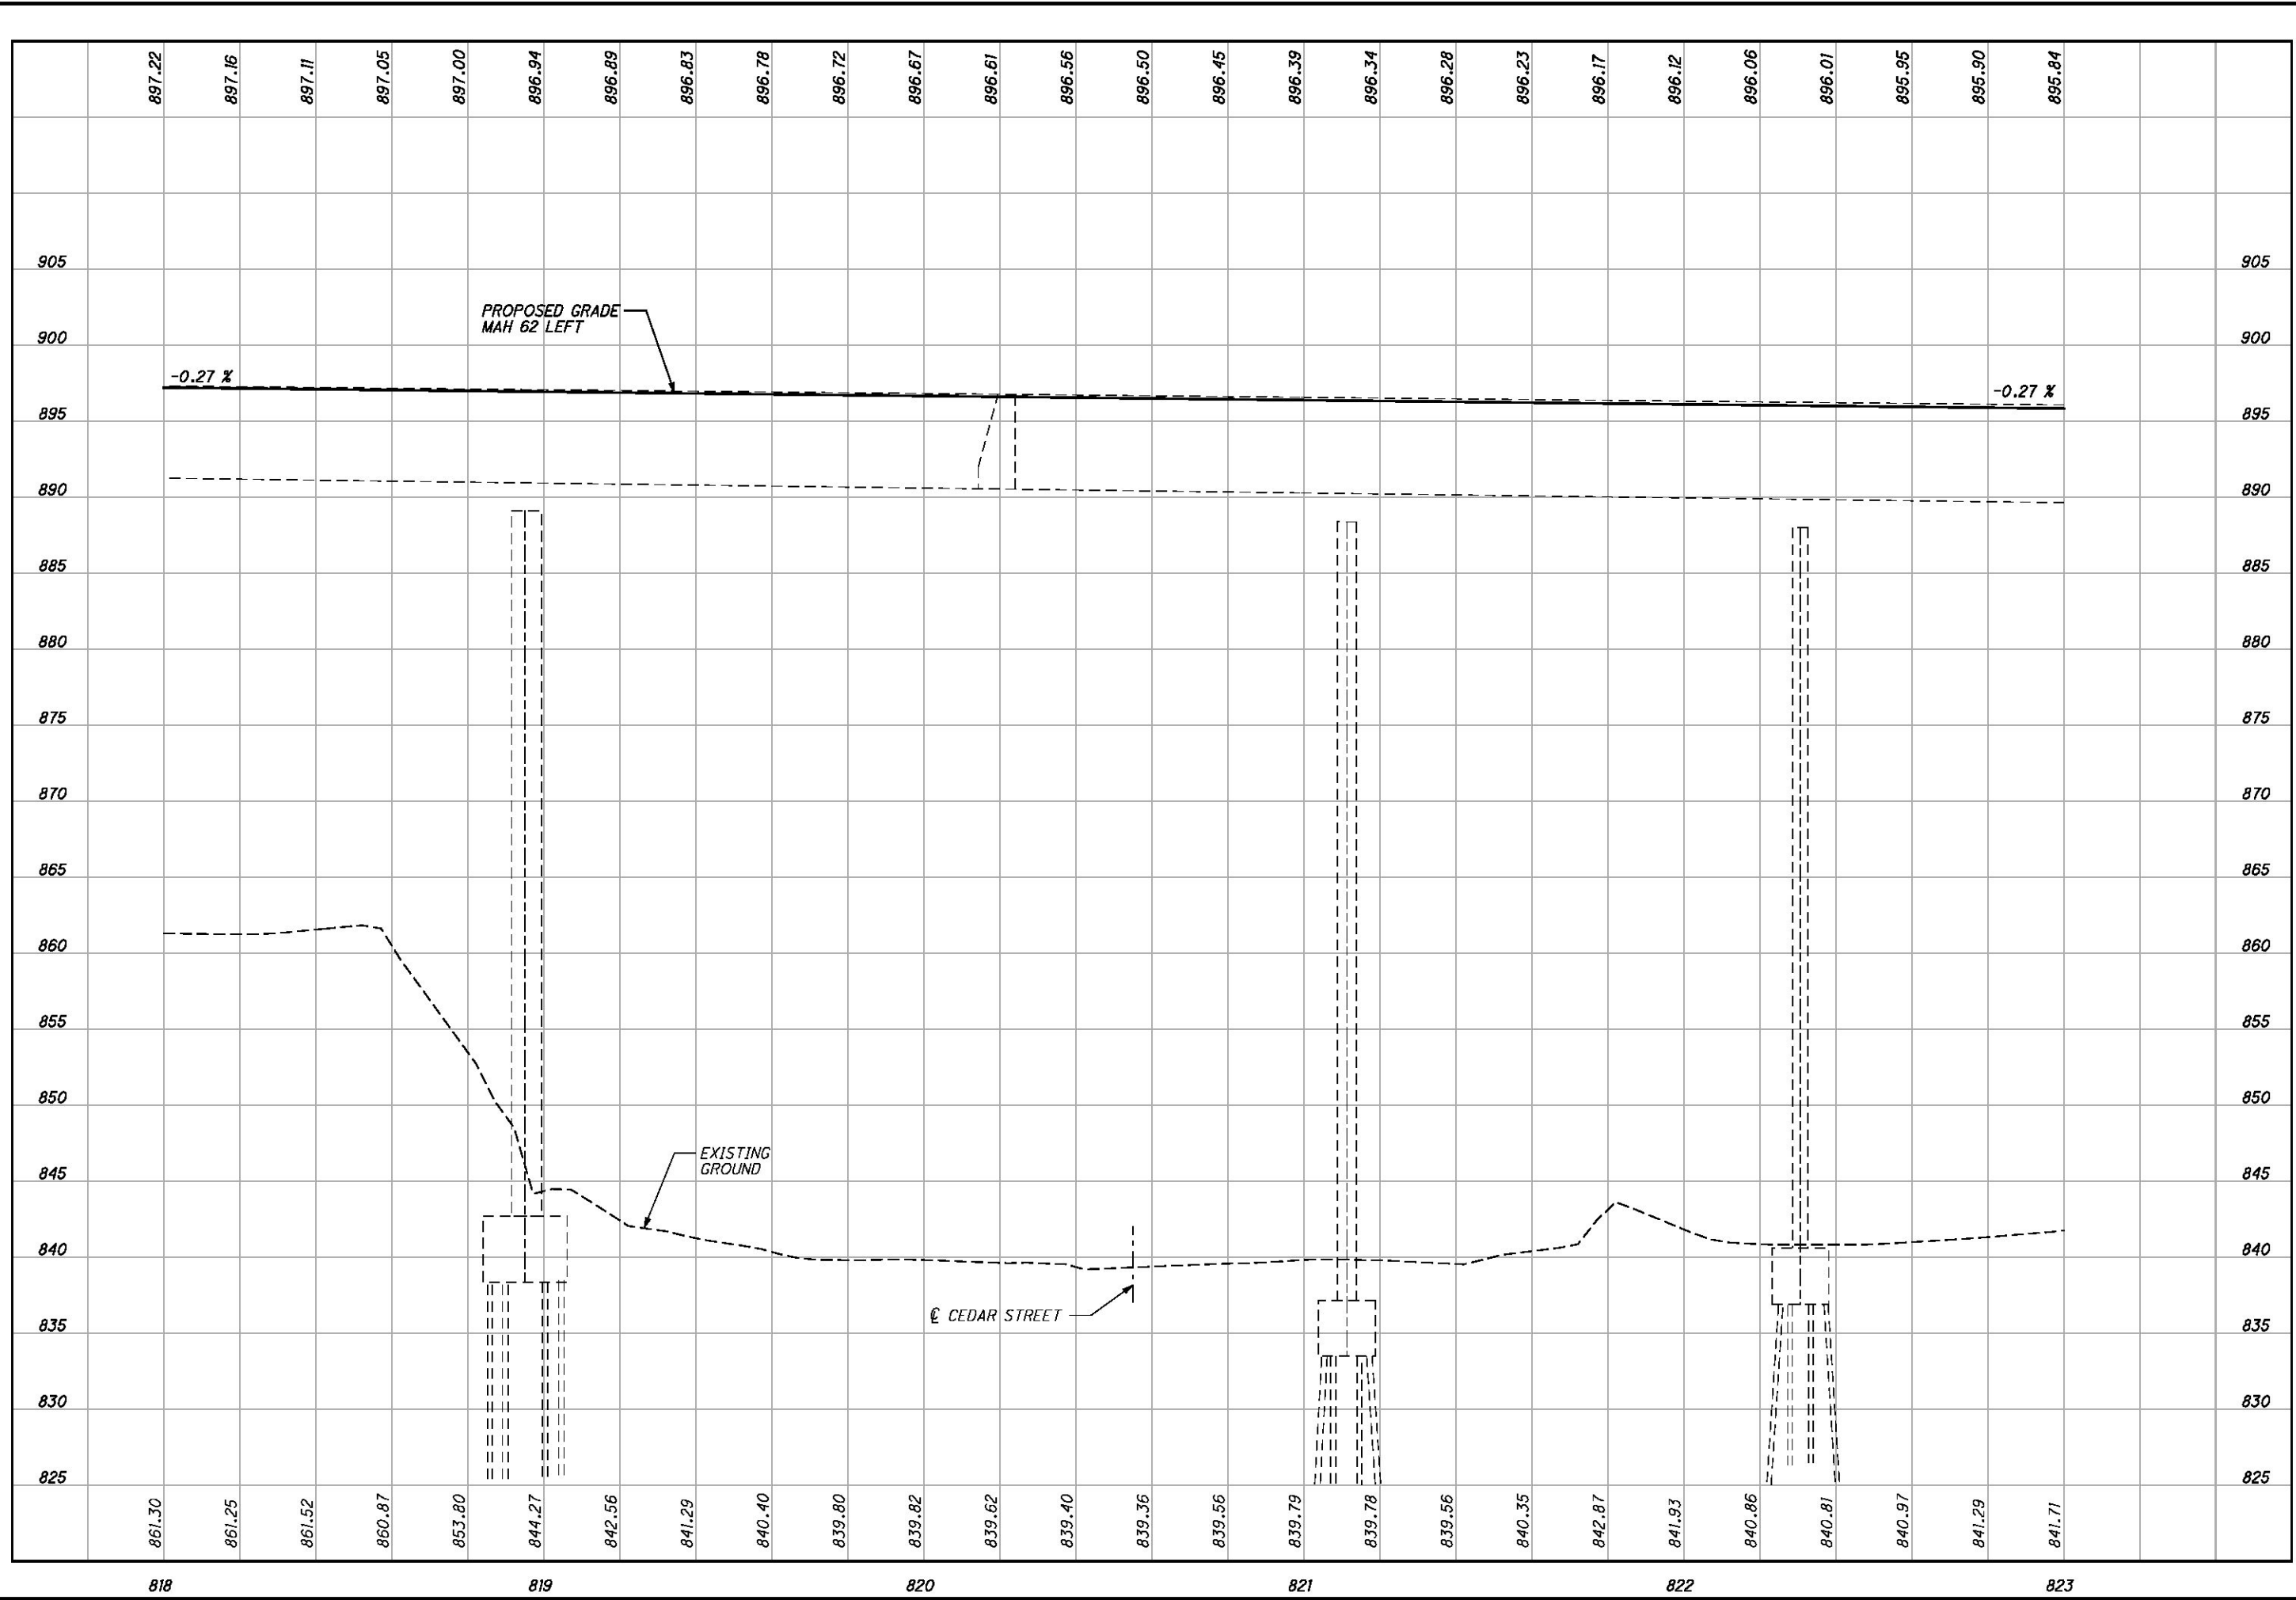 897.22 897.16 897.11 897.05 897.00 896.94 896.89 896.83 896.78 896.72 896.67 896.61 896.56 896.50 896.45 896.39 896.34 896.28 896.23 896.17 896.12 896.06 896.01 895.95 895.90 895.84
905 905
PROPOSED GRADE
MAH 62 LEFT
900 900
-0.27 % -0.27 %
895 895
890 890
885 885
880 880
875 875
870 870
865 865
860 860
855 855
850 850
EXISTING
GROUND
845 845
840 840
℄ CEDAR STREET
835 835
830 830
825 825
861.30 861.25 861.52 860.87 853.80 844.27 842.56 841.29 840.40 839.80 839.82 839.62 839.40 839.36 839.56 839.79 839.78 839.56 840.35 842.87 841.93 840.86 840.81 840.97 841.29 841.71
818 819 820 821 822 823